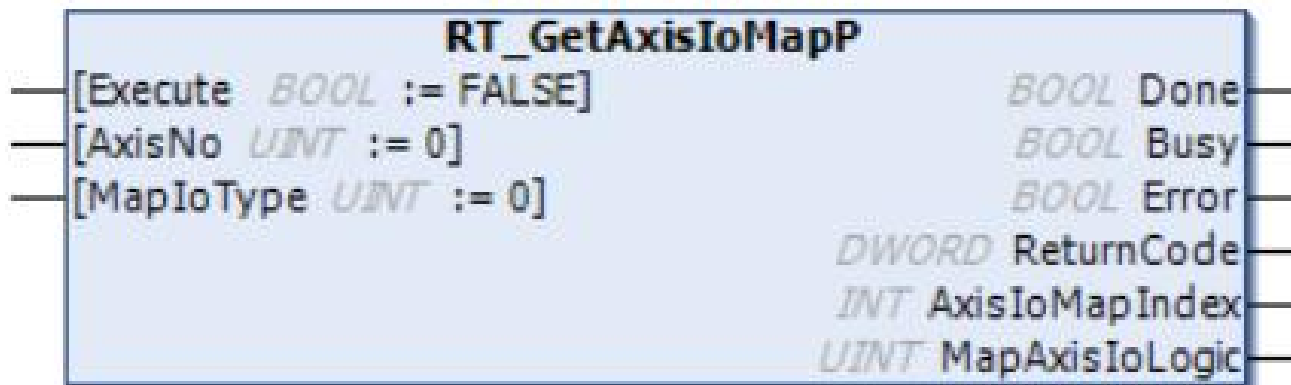 RT_GetAxisIoMapP
[Execute BOOL := FALSE] BOOL Done
[AxisNo UINT := 0] BOOL Busy
[MapIoType UINT := 0] BOOL Error
DWORD ReturnCode
INT AxisIoMapIndex
UINT MapAxisIoLogic